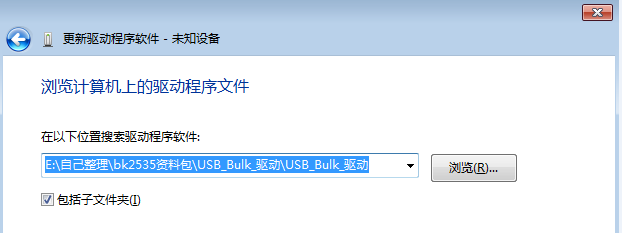 更新驱动程序软件 - 未知设备
浏览计算机上的驱动程序文件
在以下位置搜索驱动程序软件:
E:\自己整理\bk2535资料包\USB_Bulk_驱动\USB_Bulk_驱动
浏览(R)...
包括子文件夹(I)